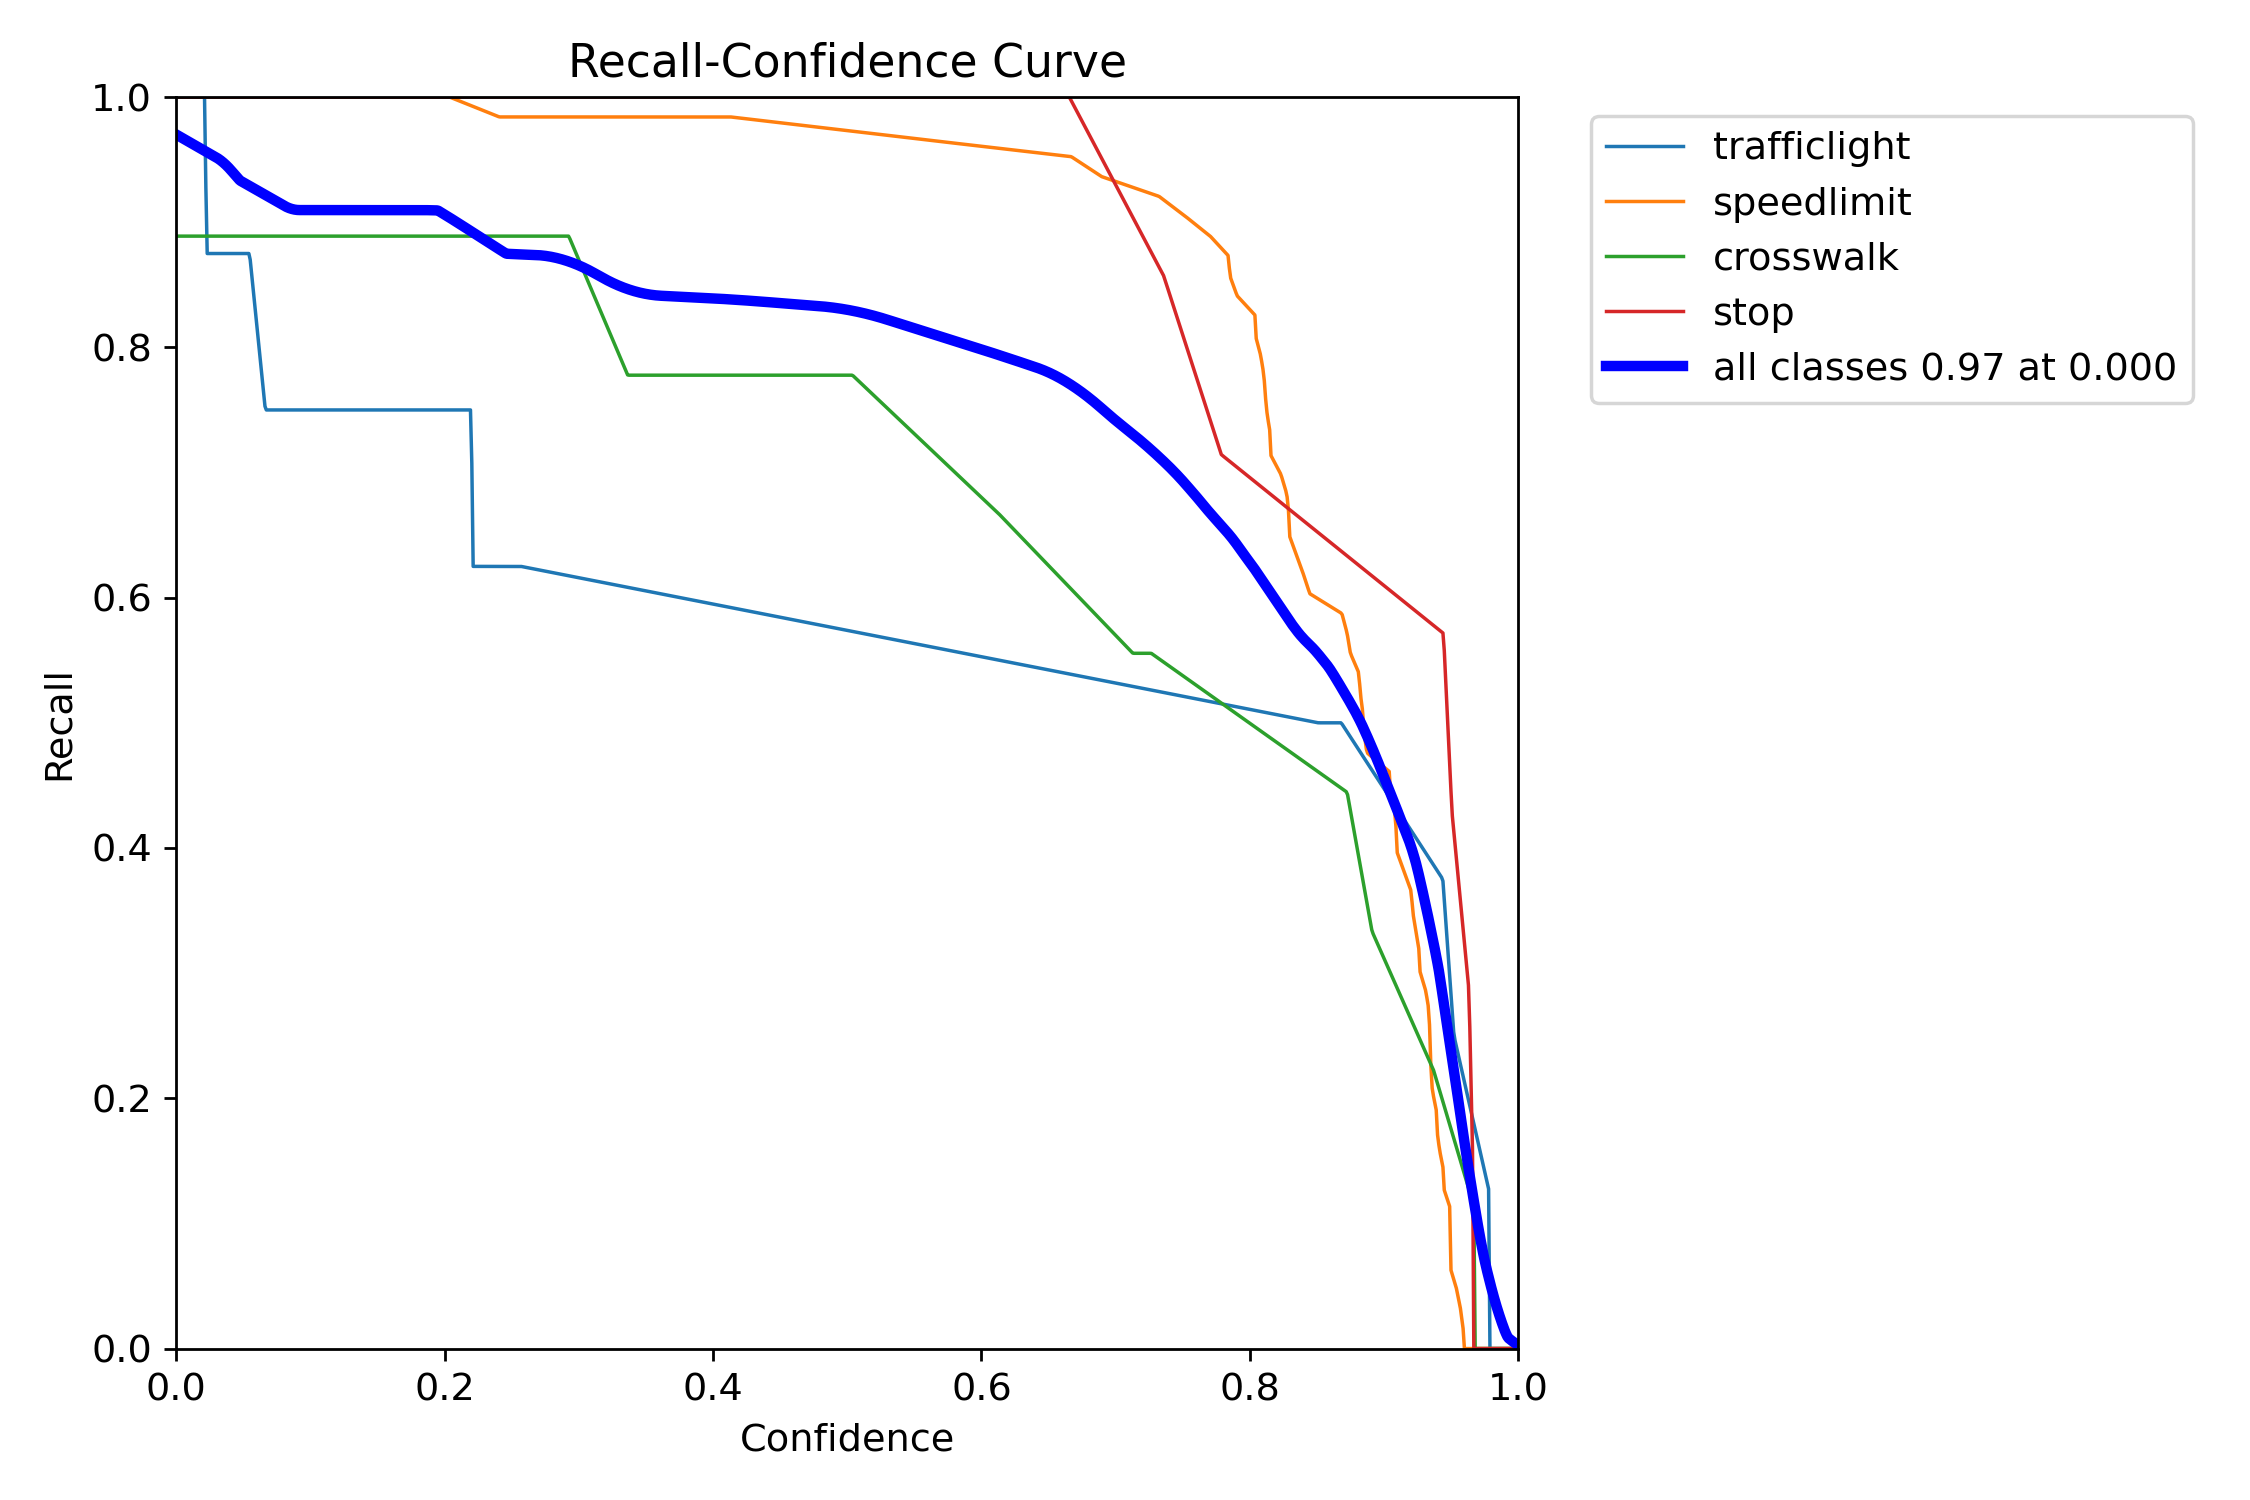 Recall-Confidence Curve
1.0
0.8
0.6
0.4
0.2
0.0
Recall
0.0 0.2 0.4 0.6 0.8 1.0
Confidence
trafficlight
speedlimit
crosswalk
stop
all classes 0.97 at 0.000